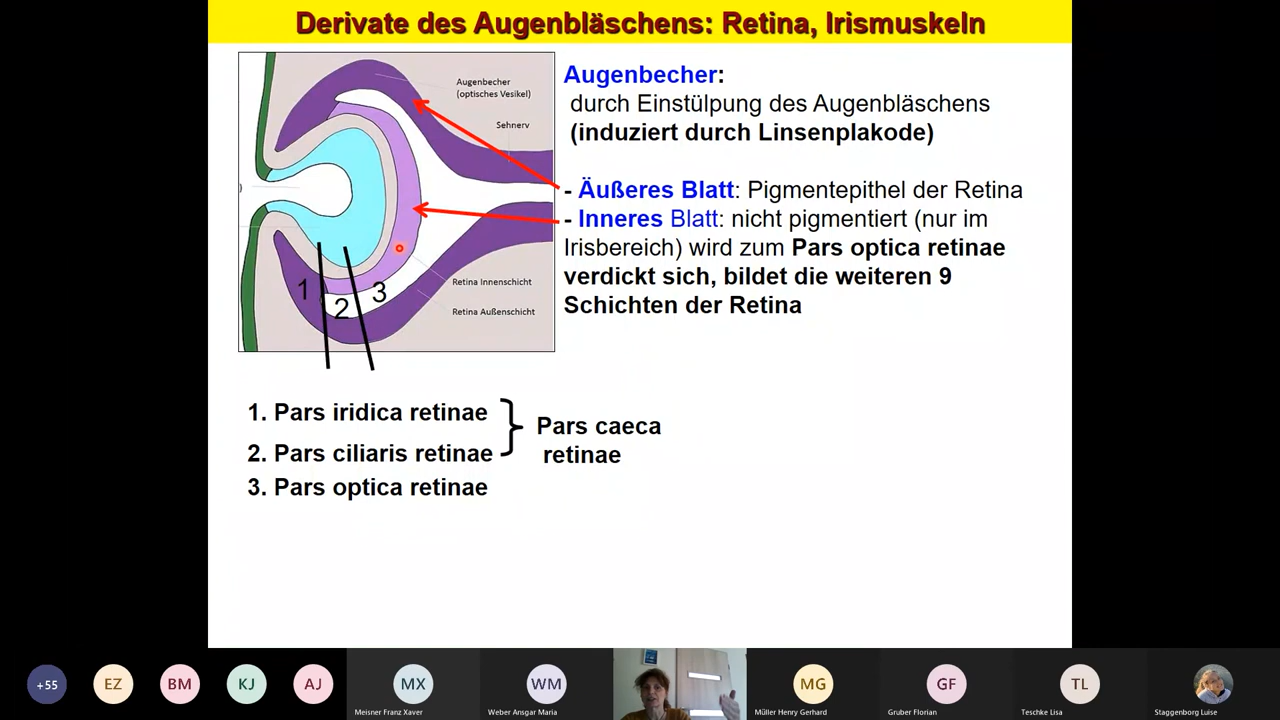 Derivate des Augenbläschens: Retina, Irismuskeln
Augenbecher
(optisches Vesikel)
Sehnerv
Retina Innenschicht
Retina Außenschicht
1
2
3
Augenbecher:
durch Einstülpung des Augenbläschens
(induziert durch Linsenplakode)
- Äußeres Blatt: Pigmentepithel der Retina
- Inneres Blatt: nicht pigmentiert (nur im
Irisbereich) wird zum Pars optica retinae
verdickt sich, bildet die weiteren 9
Schichten der Retina
1. Pars iridica retinae
2. Pars ciliaris retinae
3. Pars optica retinae
Pars caeca
retinae
+55
EZ
BM
KJ
AJ
MX
Meisner Franz Xaver
WM
Weber Ansgar Maria
MG
Müller Henry Gerhard
GF
Gruber Florian
TL
Teschke Lisa
Staggenborg Luise